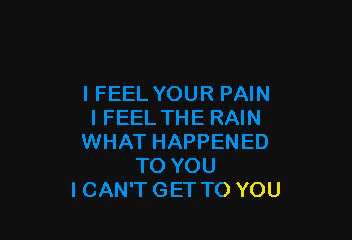 I FEEL YOUR PAIN
I FEEL THE RAIN
WHAT HAPPENED
TO YOU
I CAN'T GET TO YOU